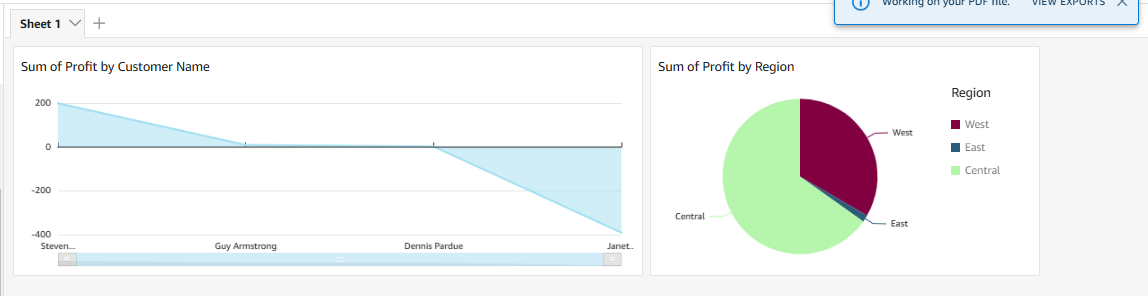 Sheet 1
Working on your PDF file. VIEW EXPORTS
Sum of Profit by Customer Name
200
0
-200
-400
Steven... Guy Armstrong Dennis Pardue Janet..
Sum of Profit by Region
West
East
Central
Region
West
East
Central